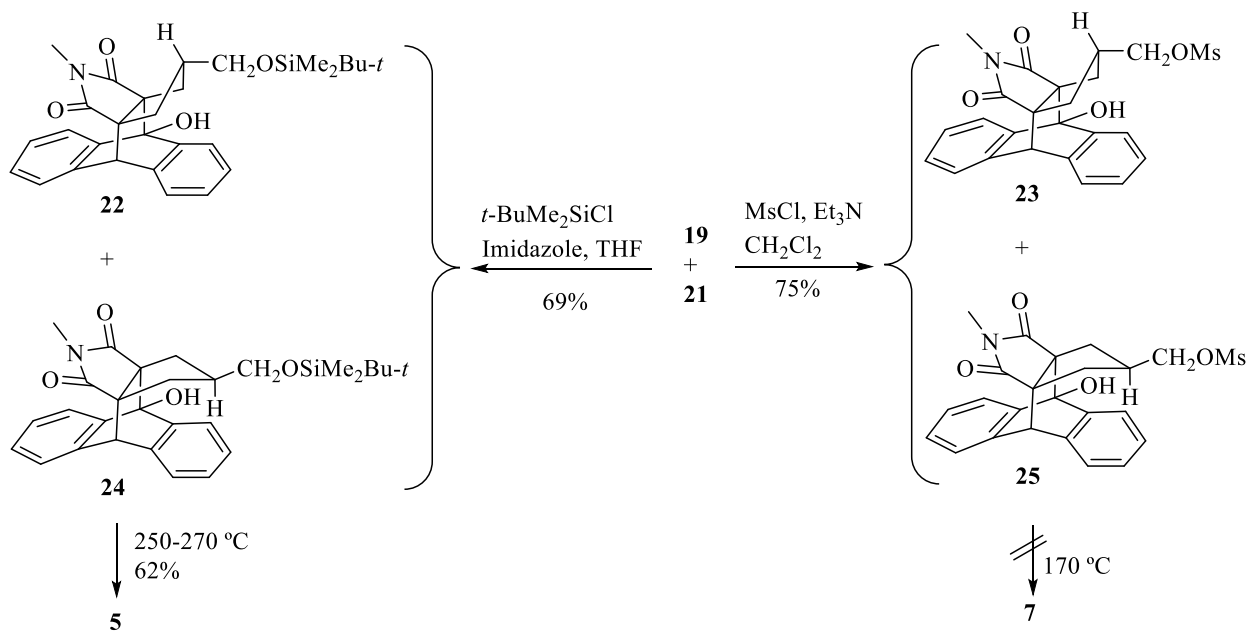 H
O
N
CH₂OSiMe₂Bu-t
O
OH
22
+
O
N
CH₂OSiMe₂Bu-t
O
OH
H
24
250-270 ºC
62%
5
t-BuMe₂SiCl
Imidazole, THF
69%
19
+
21
MsCl, Et₃N
CH₂Cl₂
75%
H
O
N
CH₂OMs
O
OH
23
+
O
N
CH₂OMs
O
OH
H
25
170 ºC
7